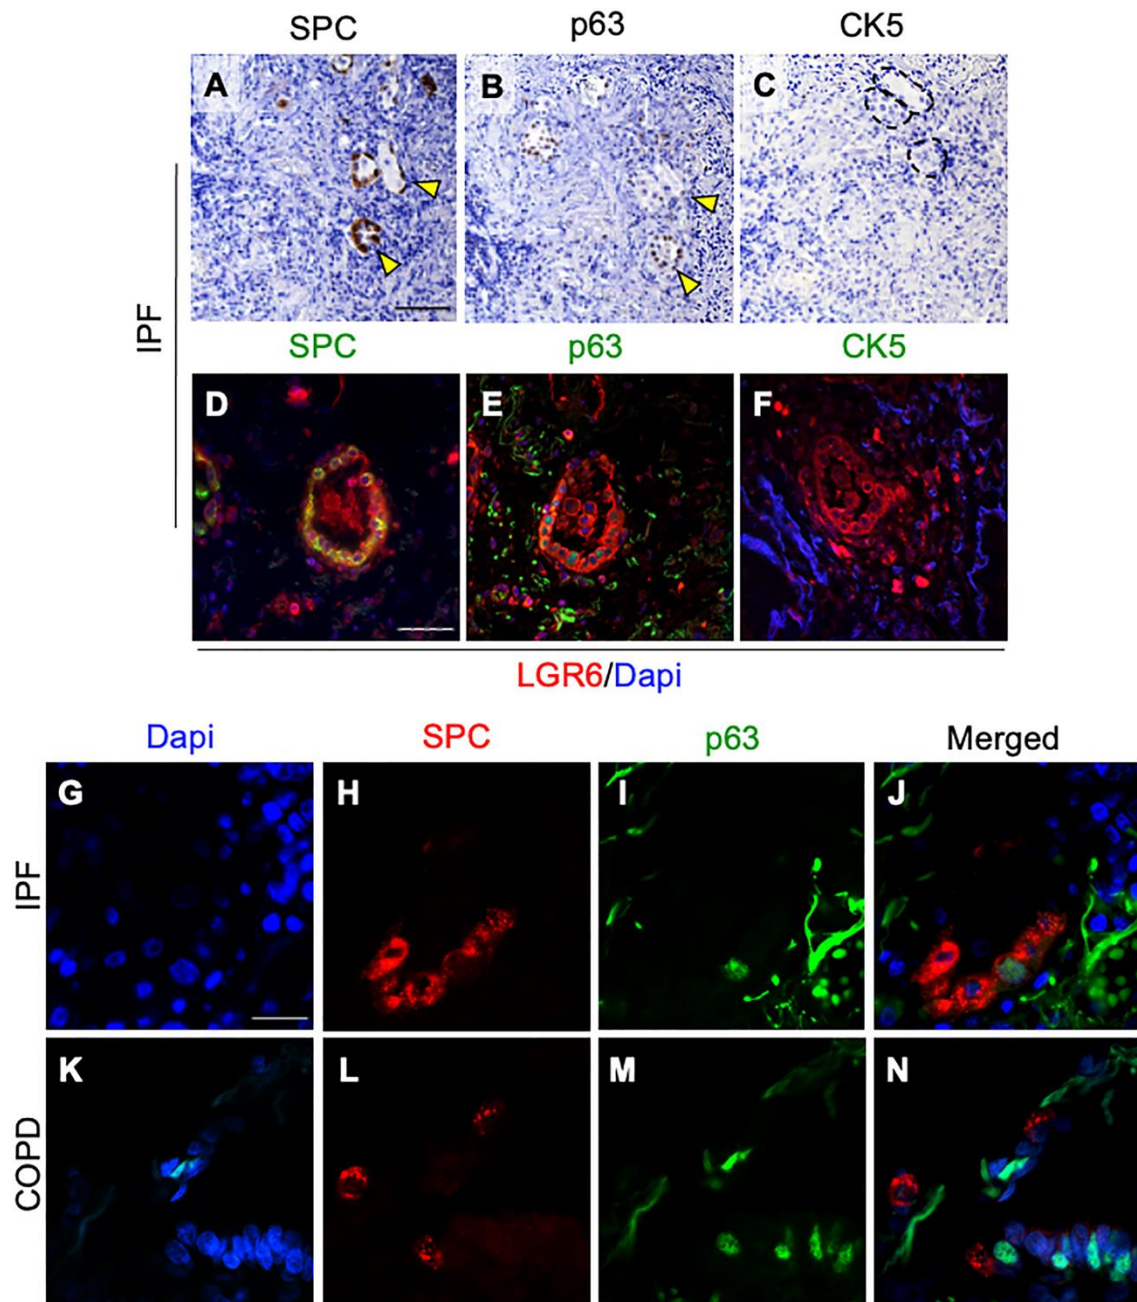 SPC p63 CK5
A B C
IPF
SPC p63 CK5
D E F
LGR6/Dapi
Dapi SPC p63 Merged
G H I J
IPF
K L M N
COPD